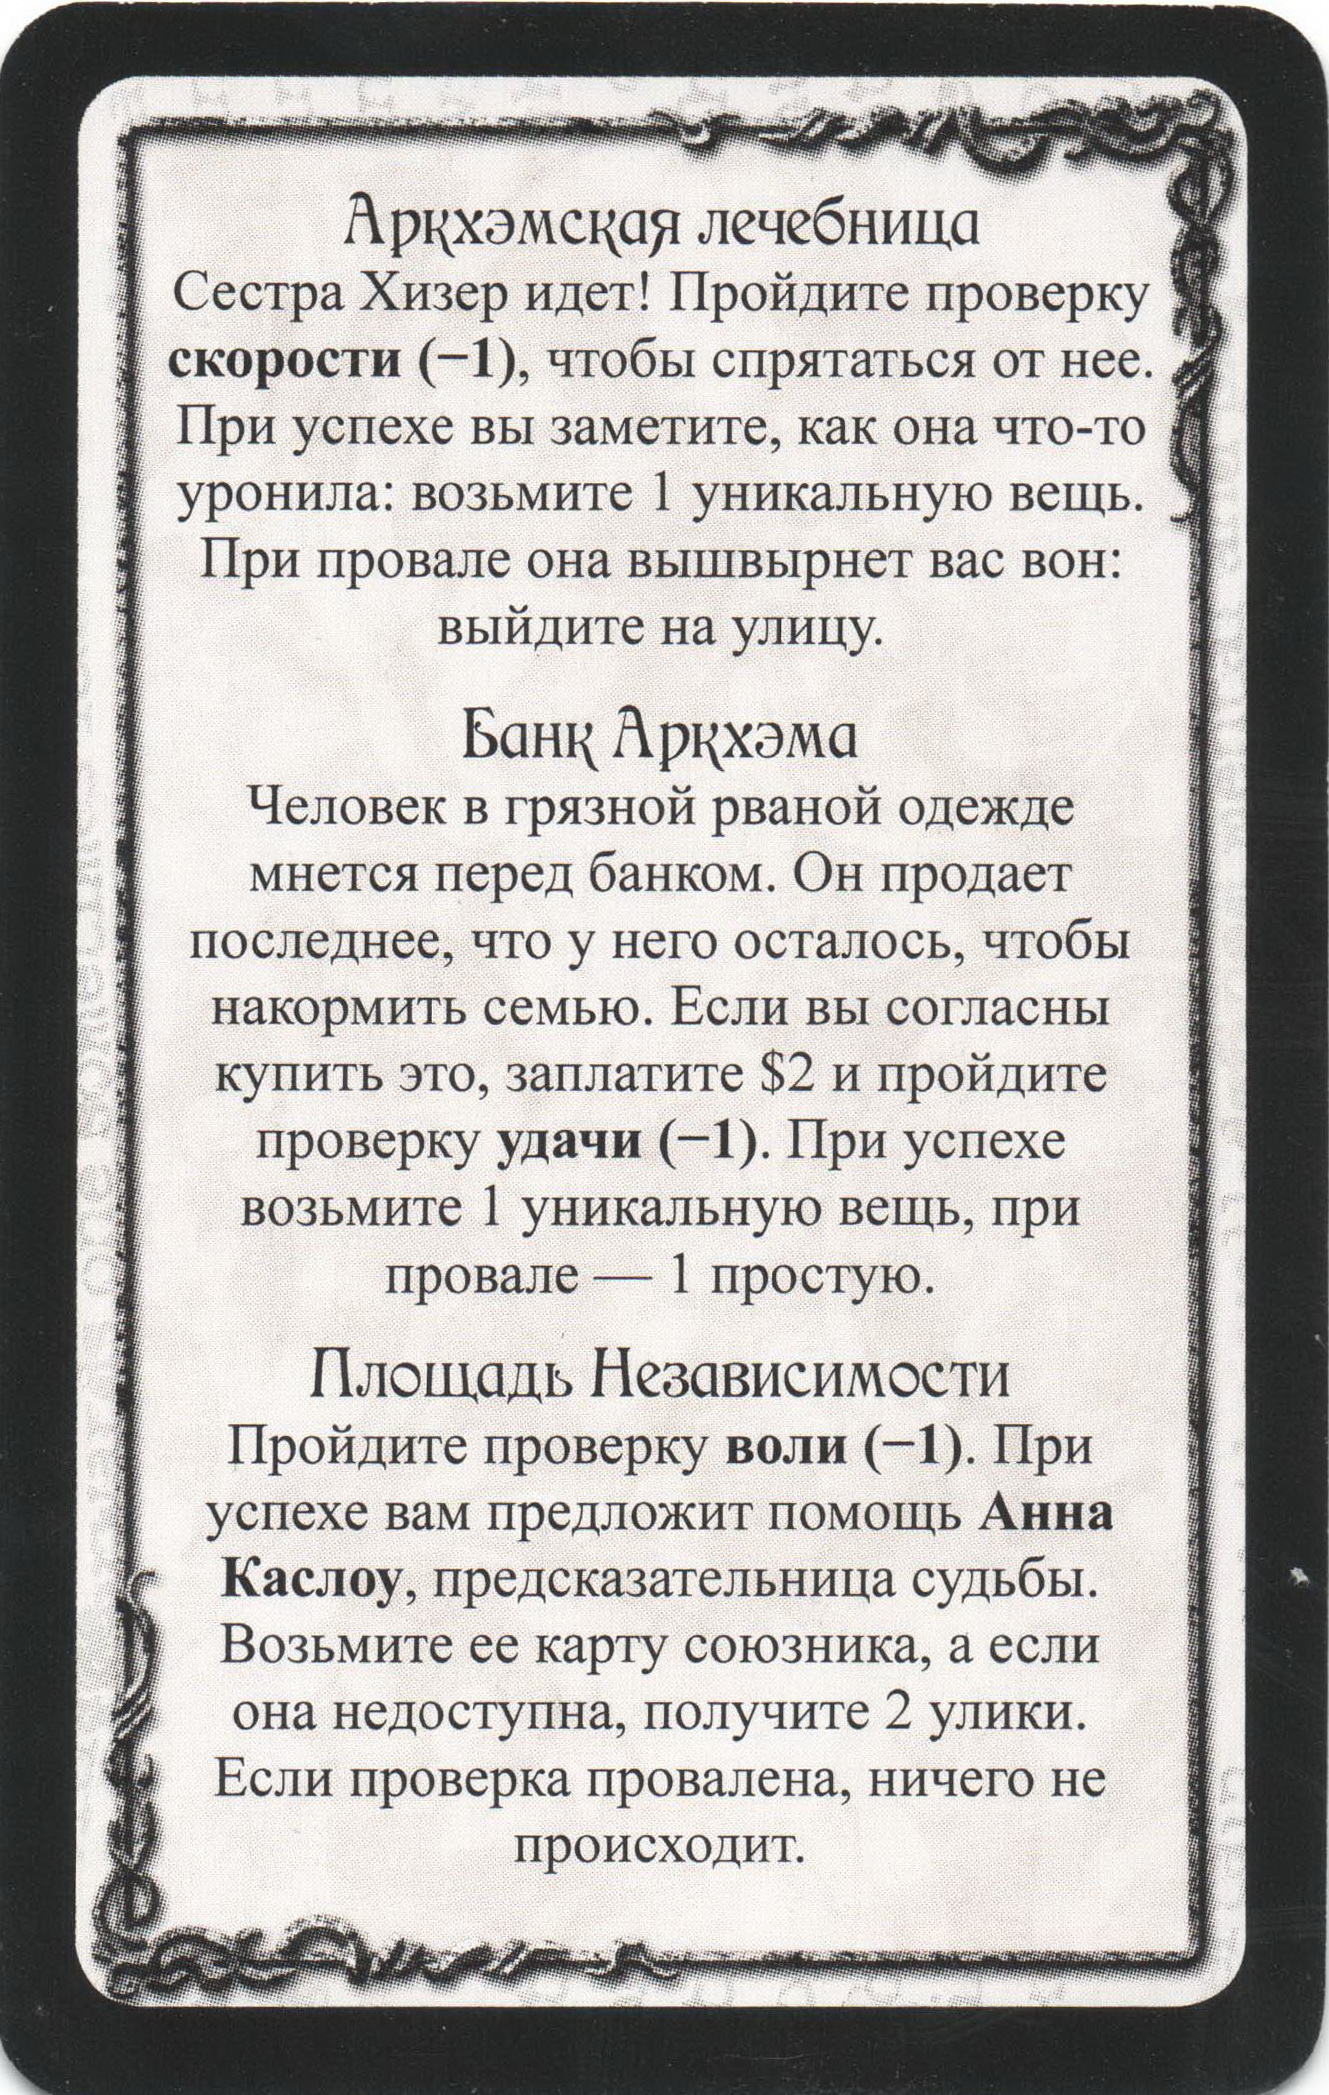 Аркхэмская лечебница
Сестра Хизер идет! Пройдите проверку
скорости (−1), чтобы спрятаться от нее.
При успехе вы заметите, как она что-то
уронила: возьмите 1 уникальную вещь.
При провале она вышвырнет вас вон:
выйдите на улицу.
Банк Аркхэма
Человек в грязной рваной одежде
мнется перед банком. Он продает
последнее, что у него осталось, чтобы
накормить семью. Если вы согласны
купить это, заплатите $2 и пройдите
проверку удачи (−1). При успехе
возьмите 1 уникальную вещь, при
провале — 1 простую.
Площадь Независимости
Пройдите проверку воли (−1). При
успехе вам предложит помощь Анна
Каслоу, предсказательница судьбы.
Возьмите ее карту союзника, а если
она недоступна, получите 2 улики.
Если проверка провалена, ничего не
происходит.